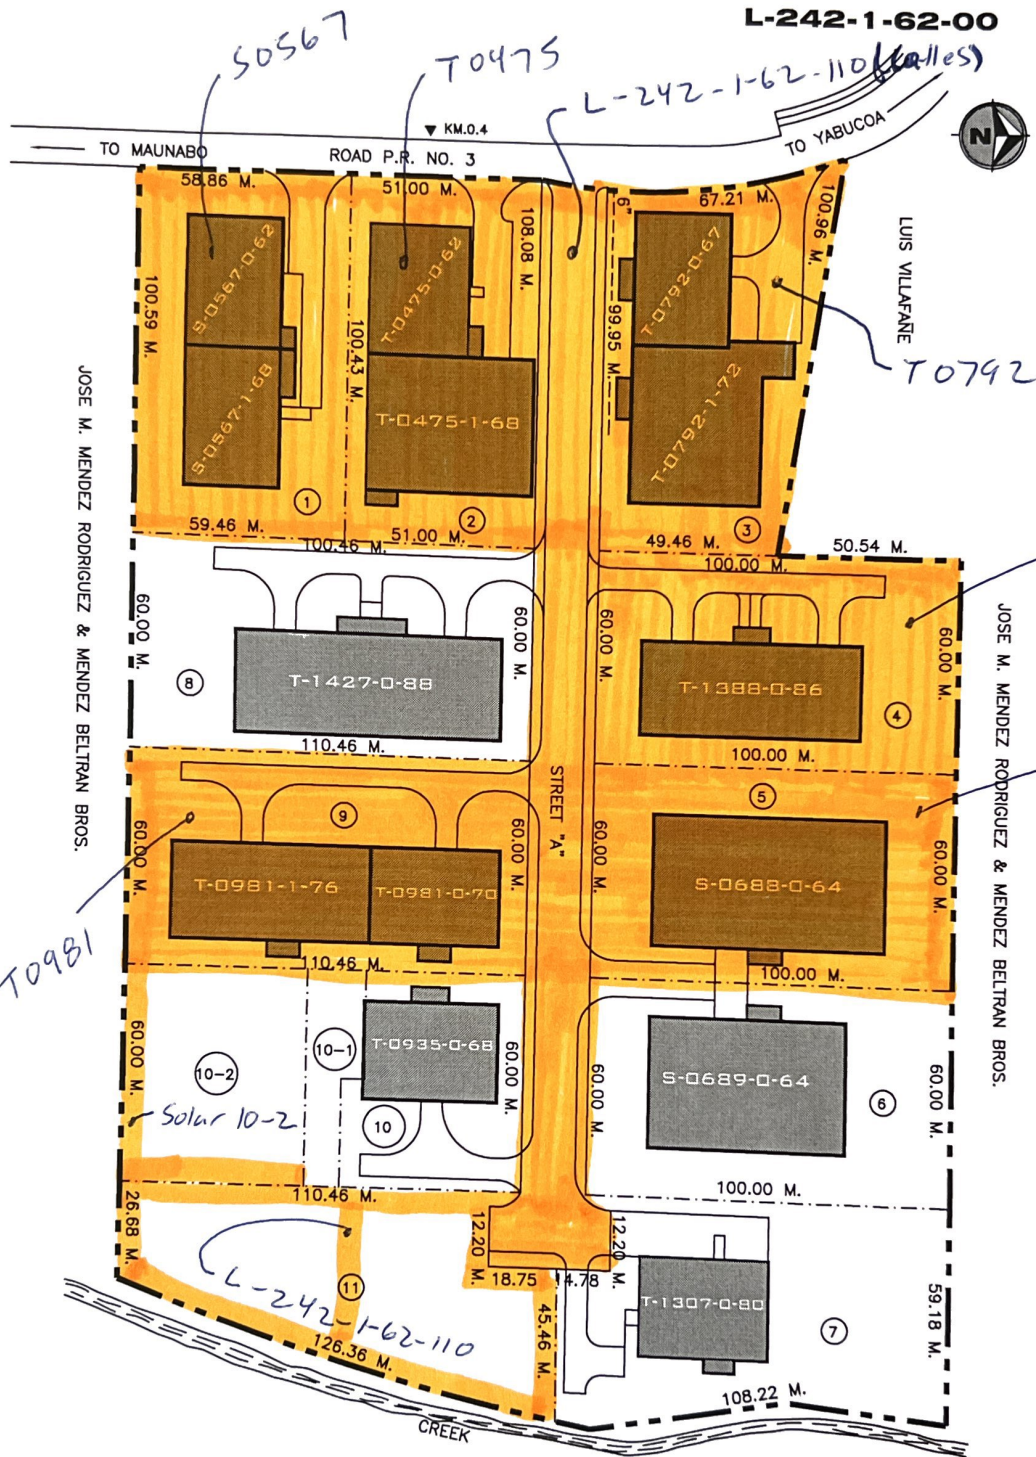 L-242-1-62-00
S0567
T0475
L-242-1-62-110 (Calles)
KM.0.4
TO MAUNABO
ROAD P.R. NO. 3
TO YABUCOA
N
58.86 M.
51.00 M.
67.21 M.
108.08 M.
6"
100.96 M.
LUIS VILLAFAÑE
S-0567-0-62
T-0475-0-62
T-0792-0-67
100.59 M.
100.43 M.
99.95 M.
T0792
S-0567-1-68
T-0475-1-68
T-0792-1-72
JOSE M. MENDEZ RODRIGUEZ & MENDEZ BELTRAN BROS.
1
2
3
59.46 M.
51.00 M.
49.46 M.
50.54 M.
100.46 M.
100.00 M.
60.00 M.
60.00 M.
60.00 M.
60.00 M.
JOSE M. MENDEZ RODRIGUEZ & MENDEZ BELTRAN BROS.
8
T-1427-0-88
T-1388-0-86
4
110.46 M.
100.00 M.
STREET "A"
9
5
60.00 M.
60.00 M.
60.00 M.
60.00 M.
T-0981-1-76
T-0981-0-70
S-0688-0-64
T0981
110.46 M.
100.00 M.
60.00 M.
10-2
10-1
T-0935-0-68
60.00 M.
60.00 M.
S-0689-0-64
60.00 M.
6
Solar 10-2
10
110.46 M.
100.00 M.
26.68 M.
12.20 M.
12.20 M.
L-242-1-62-110
11
18.75
14.78
T-1307-0-80
7
59.18 M.
126.36 M.
45.46 M.
108.22 M.
CREEK